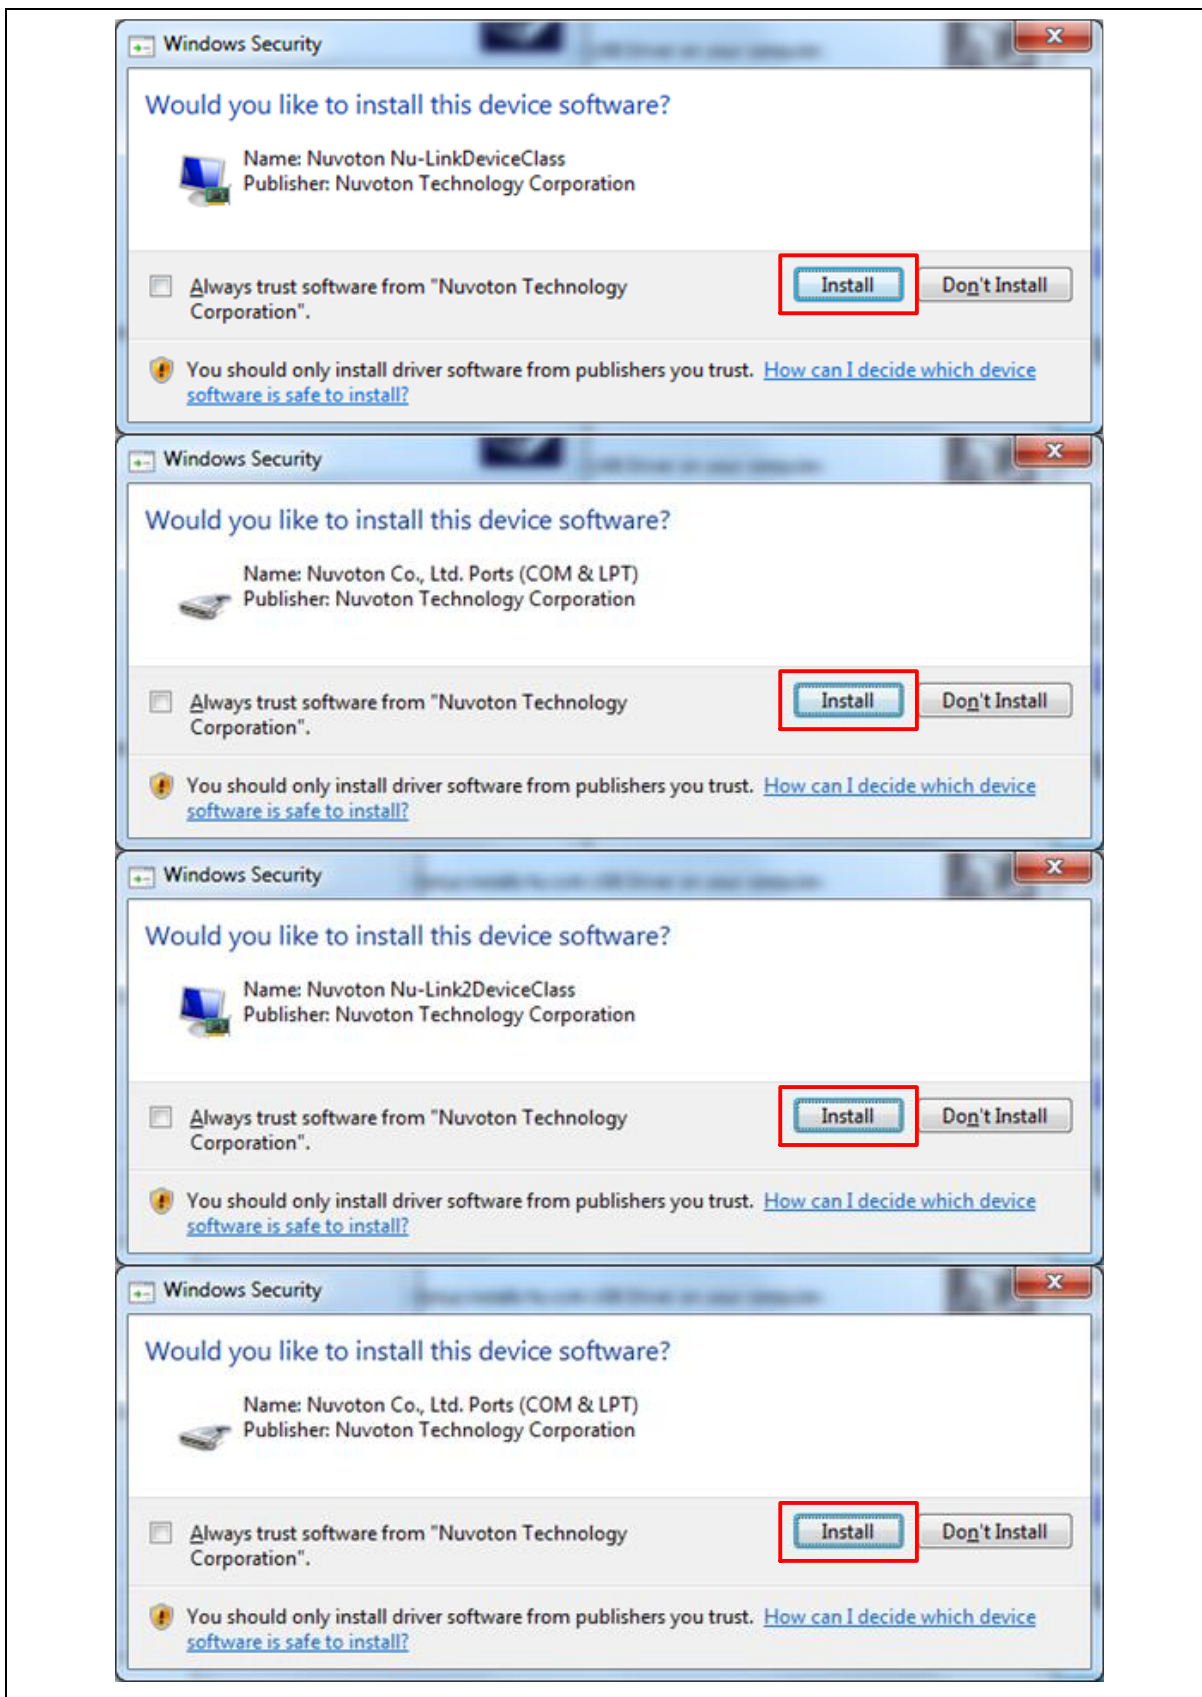 Windows Security
Would you like to install this device software?
Name: Nuvoton Nu-LinkDeviceClass
Publisher: Nuvoton Technology Corporation
Always trust software from "Nuvoton Technology
Corporation".
Install
Don't Install
You should only install driver software from publishers you trust. How can I decide which device
software is safe to install?
Windows Security
Would you like to install this device software?
Name: Nuvoton Co., Ltd. Ports (COM & LPT)
Publisher: Nuvoton Technology Corporation
Always trust software from "Nuvoton Technology
Corporation".
Install
Don't Install
You should only install driver software from publishers you trust. How can I decide which device
software is safe to install?
Windows Security
Would you like to install this device software?
Name: Nuvoton Nu-Link2DeviceClass
Publisher: Nuvoton Technology Corporation
Always trust software from "Nuvoton Technology
Corporation".
Install
Don't Install
You should only install driver software from publishers you trust. How can I decide which device
software is safe to install?
Windows Security
Would you like to install this device software?
Name: Nuvoton Co., Ltd. Ports (COM & LPT)
Publisher: Nuvoton Technology Corporation
Always trust software from "Nuvoton Technology
Corporation".
Install
Don't Install
You should only install driver software from publishers you trust. How can I decide which device
software is safe to install?